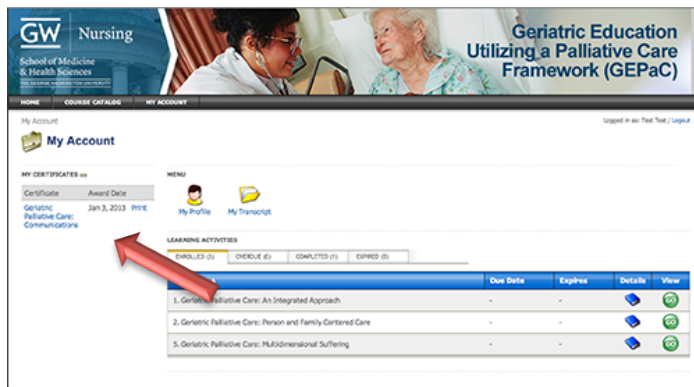 GW Nursing
School of Medicine
& Health Sciences
THE GEORGE WASHINGTON UNIVERSITY
Geriatric Education
Utilizing a Palliative Care
Framework (GEPaC)
HOME COURSE CATALOG MY ACCOUNT
My Account
Logged in as: Test Test / Logout
My Account
MY CERTIFICATES
Certificate Award Date
Geriatric Palliative Care: Communications Jan 3, 2013 Print
MENU
My Profile My Transcript
LEARNING ACTIVITIES
ENROLLED (3) OVERDUE (0) COMPLETED (1) EXPIRED (0)
Due Date Expires Details View
1. Geriatric Palliative Care: An Integrated Approach - - GO
2. Geriatric Palliative Care: Person and Family Centered Care - - GO
3. Geriatric Palliative Care: Multidimensional Suffering - - GO